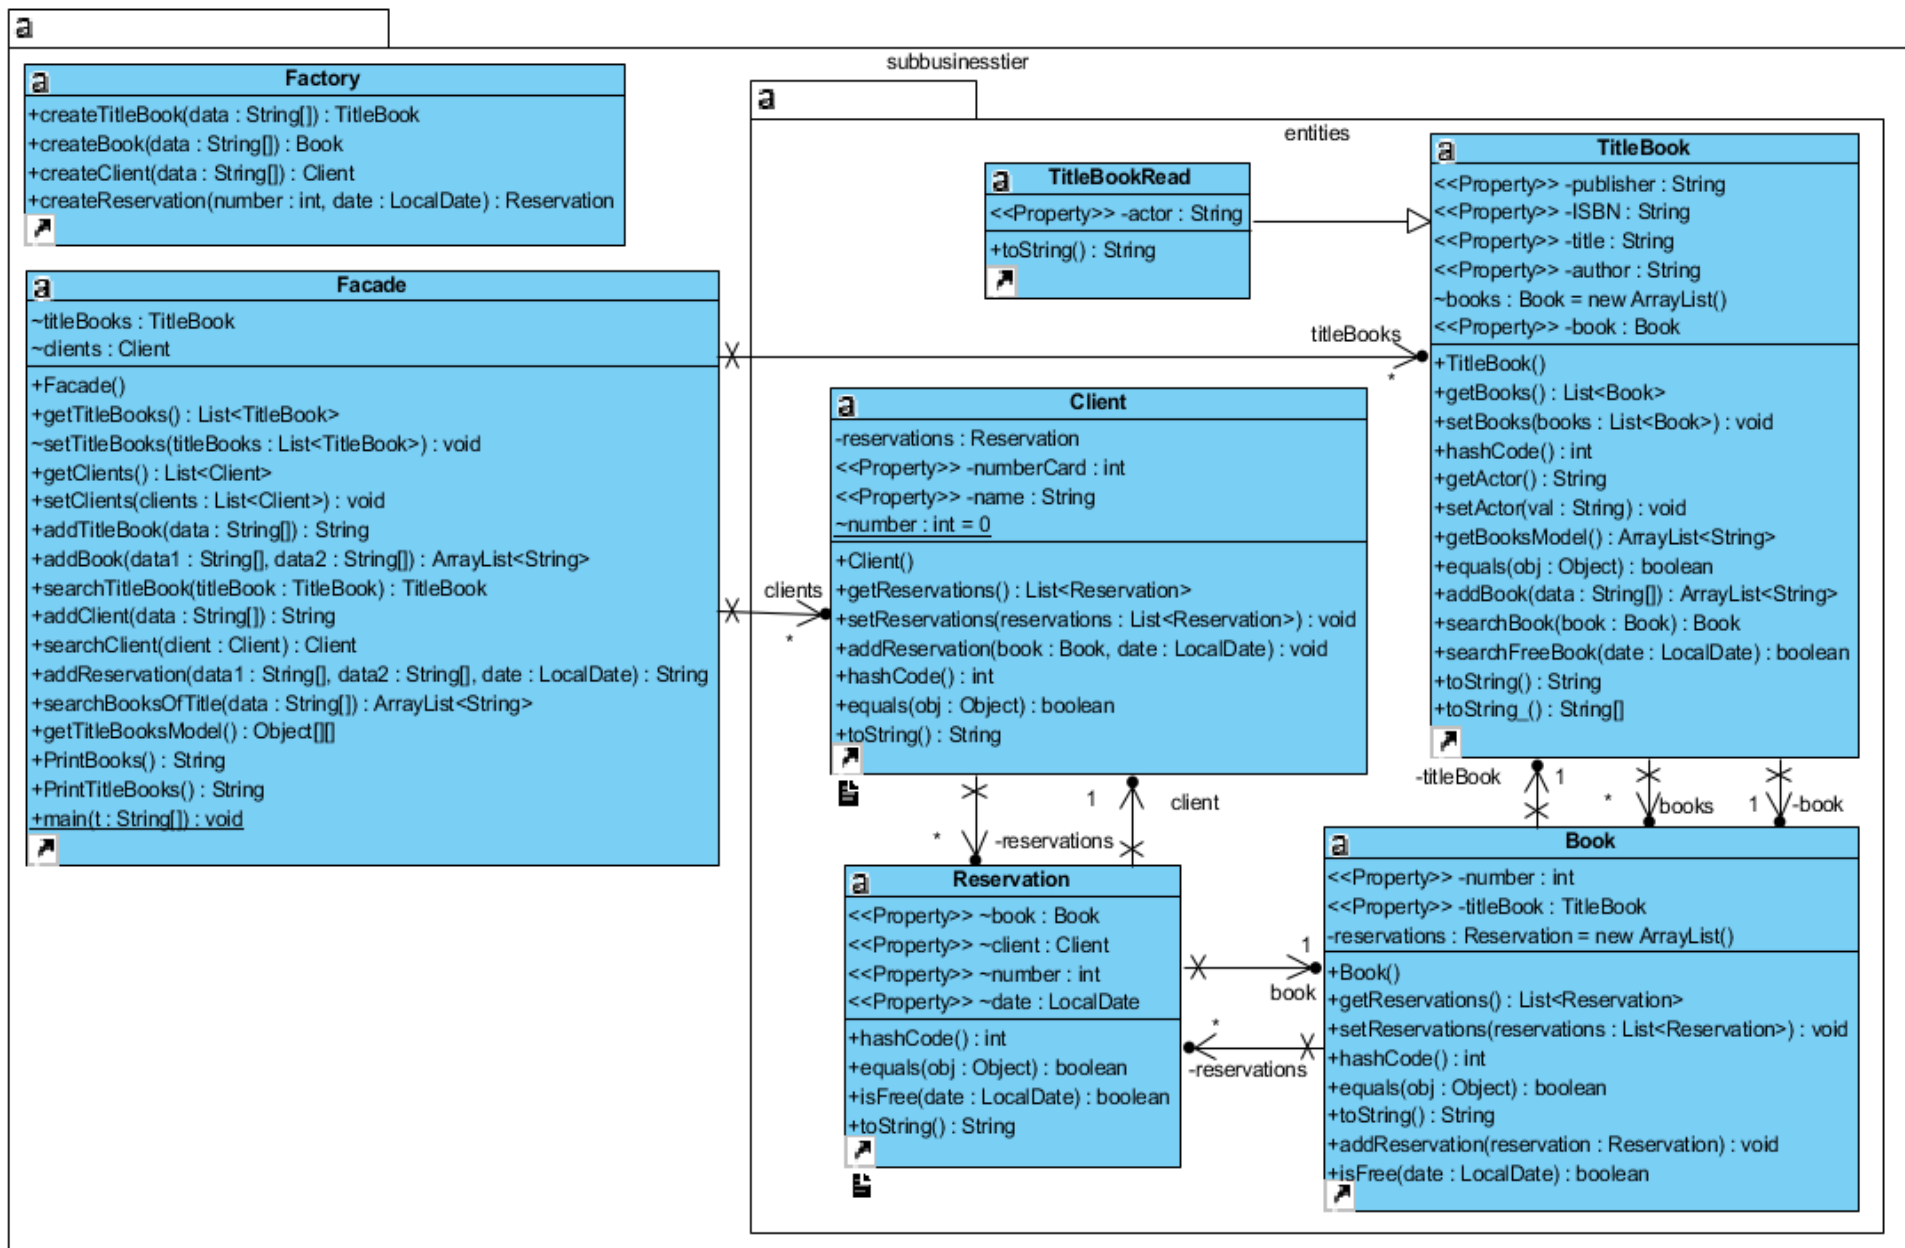 subbusinesstier
Factory
+createTitleBook(data : String[]) : TitleBook
+createBook(data : String[]) : Book
+createClient(data : String[]) : Client
+createReservation(number : int, date : LocalDate) : Reservation
Facade
~titleBooks : TitleBook
~clients : Client
+Facade()
+getTitleBooks() : List<TitleBook>
~setTitleBooks(titleBooks : List<TitleBook>) : void
+getClients() : List<Client>
+setClients(clients : List<Client>) : void
+addTitleBook(data : String[]) : String
+addBook(data1 : String[], data2 : String[]) : ArrayList<String>
+searchTitleBook(titleBook : TitleBook) : TitleBook
+addClient(data : String[]) : String
+searchClient(client : Client) : Client
+addReservation(data1 : String[], data2 : String[], date : LocalDate) : String
+searchBooksOfTitle(data : String[]) : ArrayList<String>
+getTitleBooksModel() : Object[][]
+PrintBooks() : String
+PrintTitleBooks() : String
+main(t : String[]) : void
entities
TitleBookRead
<<Property>> -actor : String
+toString() : String
TitleBook
<<Property>> -publisher : String
<<Property>> -ISBN : String
<<Property>> -title : String
<<Property>> -author : String
~books : Book = new ArrayList()
<<Property>> -book : Book
+TitleBook()
+getBooks() : List<Book>
+setBooks(books : List<Book>) : void
+hashCode() : int
+getActor() : String
+setActor(val : String) : void
+getBooksModel() : ArrayList<String>
+equals(obj : Object) : boolean
+addBook(data : String[]) : ArrayList<String>
+searchBook(book : Book) : Book
+searchFreeBook(date : LocalDate) : boolean
+toString() : String
+toString_() : String[]
titleBooks
*
clients
*
Client
-reservations : Reservation
<<Property>> -numberCard : int
<<Property>> -name : String
~number : int = 0
+Client()
+getReservations() : List<Reservation>
+setReservations(reservations : List<Reservation>) : void
+addReservation(book : Book, date : LocalDate) : void
+hashCode() : int
+equals(obj : Object) : boolean
+toString() : String
* -reservations
1 client
-titleBook 1
* books
1 -book
Reservation
<<Property>> ~book : Book
<<Property>> ~client : Client
<<Property>> ~number : int
<<Property>> ~date : LocalDate
+hashCode() : int
+equals(obj : Object) : boolean
+isFree(date : LocalDate) : boolean
+toString() : String
1
book
*
-reservations
Book
<<Property>> -number : int
<<Property>> -titleBook : TitleBook
-reservations : Reservation = new ArrayList()
+Book()
+getReservations() : List<Reservation>
+setReservations(reservations : List<Reservation>) : void
+hashCode() : int
+equals(obj : Object) : boolean
+toString() : String
+addReservation(reservation : Reservation) : void
+isFree(date : LocalDate) : boolean